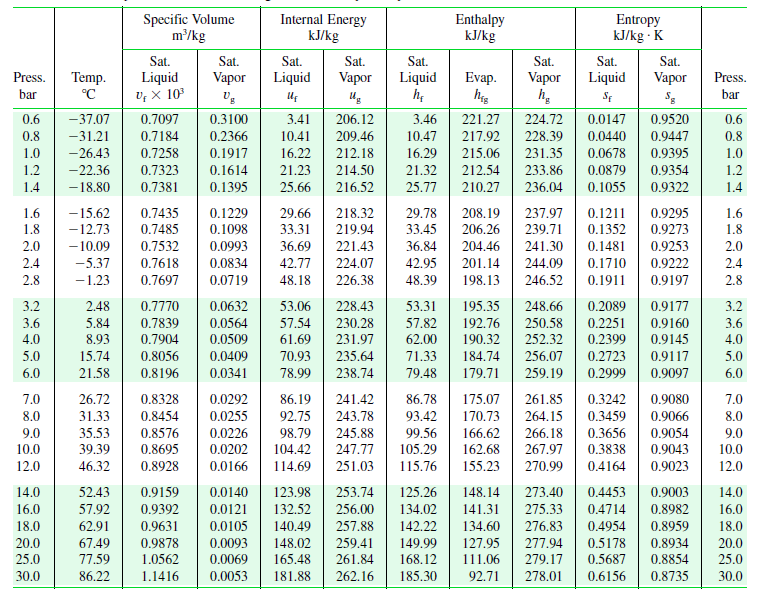 Specific Volume Internal Energy Enthalpy Entropy
m³/kg kJ/kg kJ/kg kJ/kg · K
Sat. Sat. Sat. Sat. Sat. Sat. Sat. Sat.
Press. Temp. Liquid Vapor Liquid Vapor Liquid Evap. Vapor Liquid Vapor Press.
bar °C v_f × 10³ v_g u_f u_g h_f h_fg h_g s_f s_g bar
0.6 −37.07 0.7097 0.3100 3.41 206.12 3.46 221.27 224.72 0.0147 0.9520 0.6
0.8 −31.21 0.7184 0.2366 10.41 209.46 10.47 217.92 228.39 0.0440 0.9447 0.8
1.0 −26.43 0.7258 0.1917 16.22 212.18 16.29 215.06 231.35 0.0678 0.9395 1.0
1.2 −22.36 0.7323 0.1614 21.23 214.50 21.32 212.54 233.86 0.0879 0.9354 1.2
1.4 −18.80 0.7381 0.1395 25.66 216.52 25.77 210.27 236.04 0.1055 0.9322 1.4
1.6 −15.62 0.7435 0.1229 29.66 218.32 29.78 208.19 237.97 0.1211 0.9295 1.6
1.8 −12.73 0.7485 0.1098 33.31 219.94 33.45 206.26 239.71 0.1352 0.9273 1.8
2.0 −10.09 0.7532 0.0993 36.69 221.43 36.84 204.46 241.30 0.1481 0.9253 2.0
2.4 −5.37 0.7618 0.0834 42.77 224.07 42.95 201.14 244.09 0.1710 0.9222 2.4
2.8 −1.23 0.7697 0.0719 48.18 226.38 48.39 198.13 246.52 0.1911 0.9197 2.8
3.2 2.48 0.7770 0.0632 53.06 228.43 53.31 195.35 248.66 0.2089 0.9177 3.2
3.6 5.84 0.7839 0.0564 57.54 230.28 57.82 192.76 250.58 0.2251 0.9160 3.6
4.0 8.93 0.7904 0.0509 61.69 231.97 62.00 190.32 252.32 0.2399 0.9145 4.0
5.0 15.74 0.8056 0.0409 70.93 235.64 71.33 184.74 256.07 0.2723 0.9117 5.0
6.0 21.58 0.8196 0.0341 78.99 238.74 79.48 179.71 259.19 0.2999 0.9097 6.0
7.0 26.72 0.8328 0.0292 86.19 241.42 86.78 175.07 261.85 0.3242 0.9080 7.0
8.0 31.33 0.8454 0.0255 92.75 243.78 93.42 170.73 264.15 0.3459 0.9066 8.0
9.0 35.53 0.8576 0.0226 98.79 245.88 99.56 166.62 266.18 0.3656 0.9054 9.0
10.0 39.39 0.8695 0.0202 104.42 247.77 105.29 162.68 267.97 0.3838 0.9043 10.0
12.0 46.32 0.8928 0.0166 114.69 251.03 115.76 155.23 270.99 0.4164 0.9023 12.0
14.0 52.43 0.9159 0.0140 123.98 253.74 125.26 148.14 273.40 0.4453 0.9003 14.0
16.0 57.92 0.9392 0.0121 132.52 256.00 134.02 141.31 275.33 0.4714 0.8982 16.0
18.0 62.91 0.9631 0.0105 140.49 257.88 142.22 134.60 276.83 0.4954 0.8959 18.0
20.0 67.49 0.9878 0.0093 148.02 259.41 149.99 127.95 277.94 0.5178 0.8934 20.0
25.0 77.59 1.0562 0.0069 165.48 261.84 168.12 111.06 279.17 0.5687 0.8854 25.0
30.0 86.22 1.1416 0.0053 181.88 262.16 185.30 92.71 278.01 0.6156 0.8735 30.0